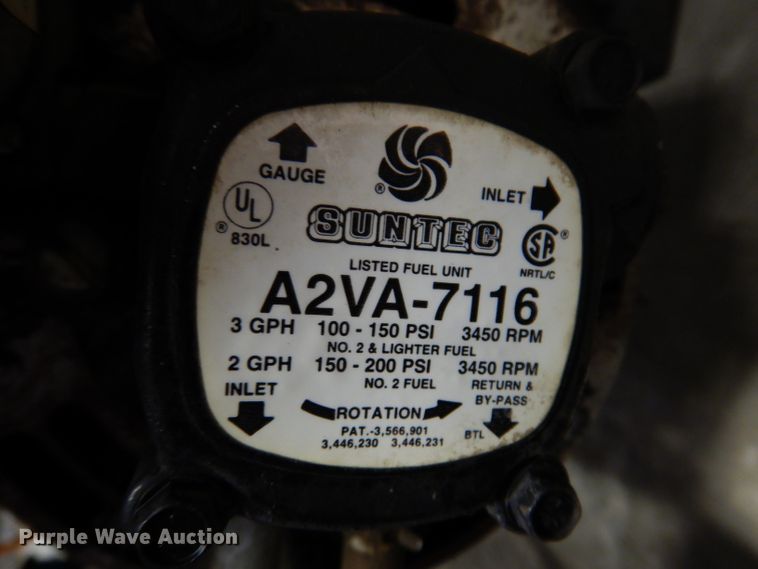 GAUGE
®
INLET
UL
® 830L
SUNTEC
SA ®
NRTL/C
LISTED FUEL UNIT
A2VA-7116
3 GPH 100 - 150 PSI 3450 RPM
NO. 2 & LIGHTER FUEL
2 GPH 150 - 200 PSI 3450 RPM
NO. 2 FUEL
INLET
RETURN &
BY-PASS
ROTATION
PAT.-3,566,901
3,446,230 3,446,231
BTL
Purple Wave Auction